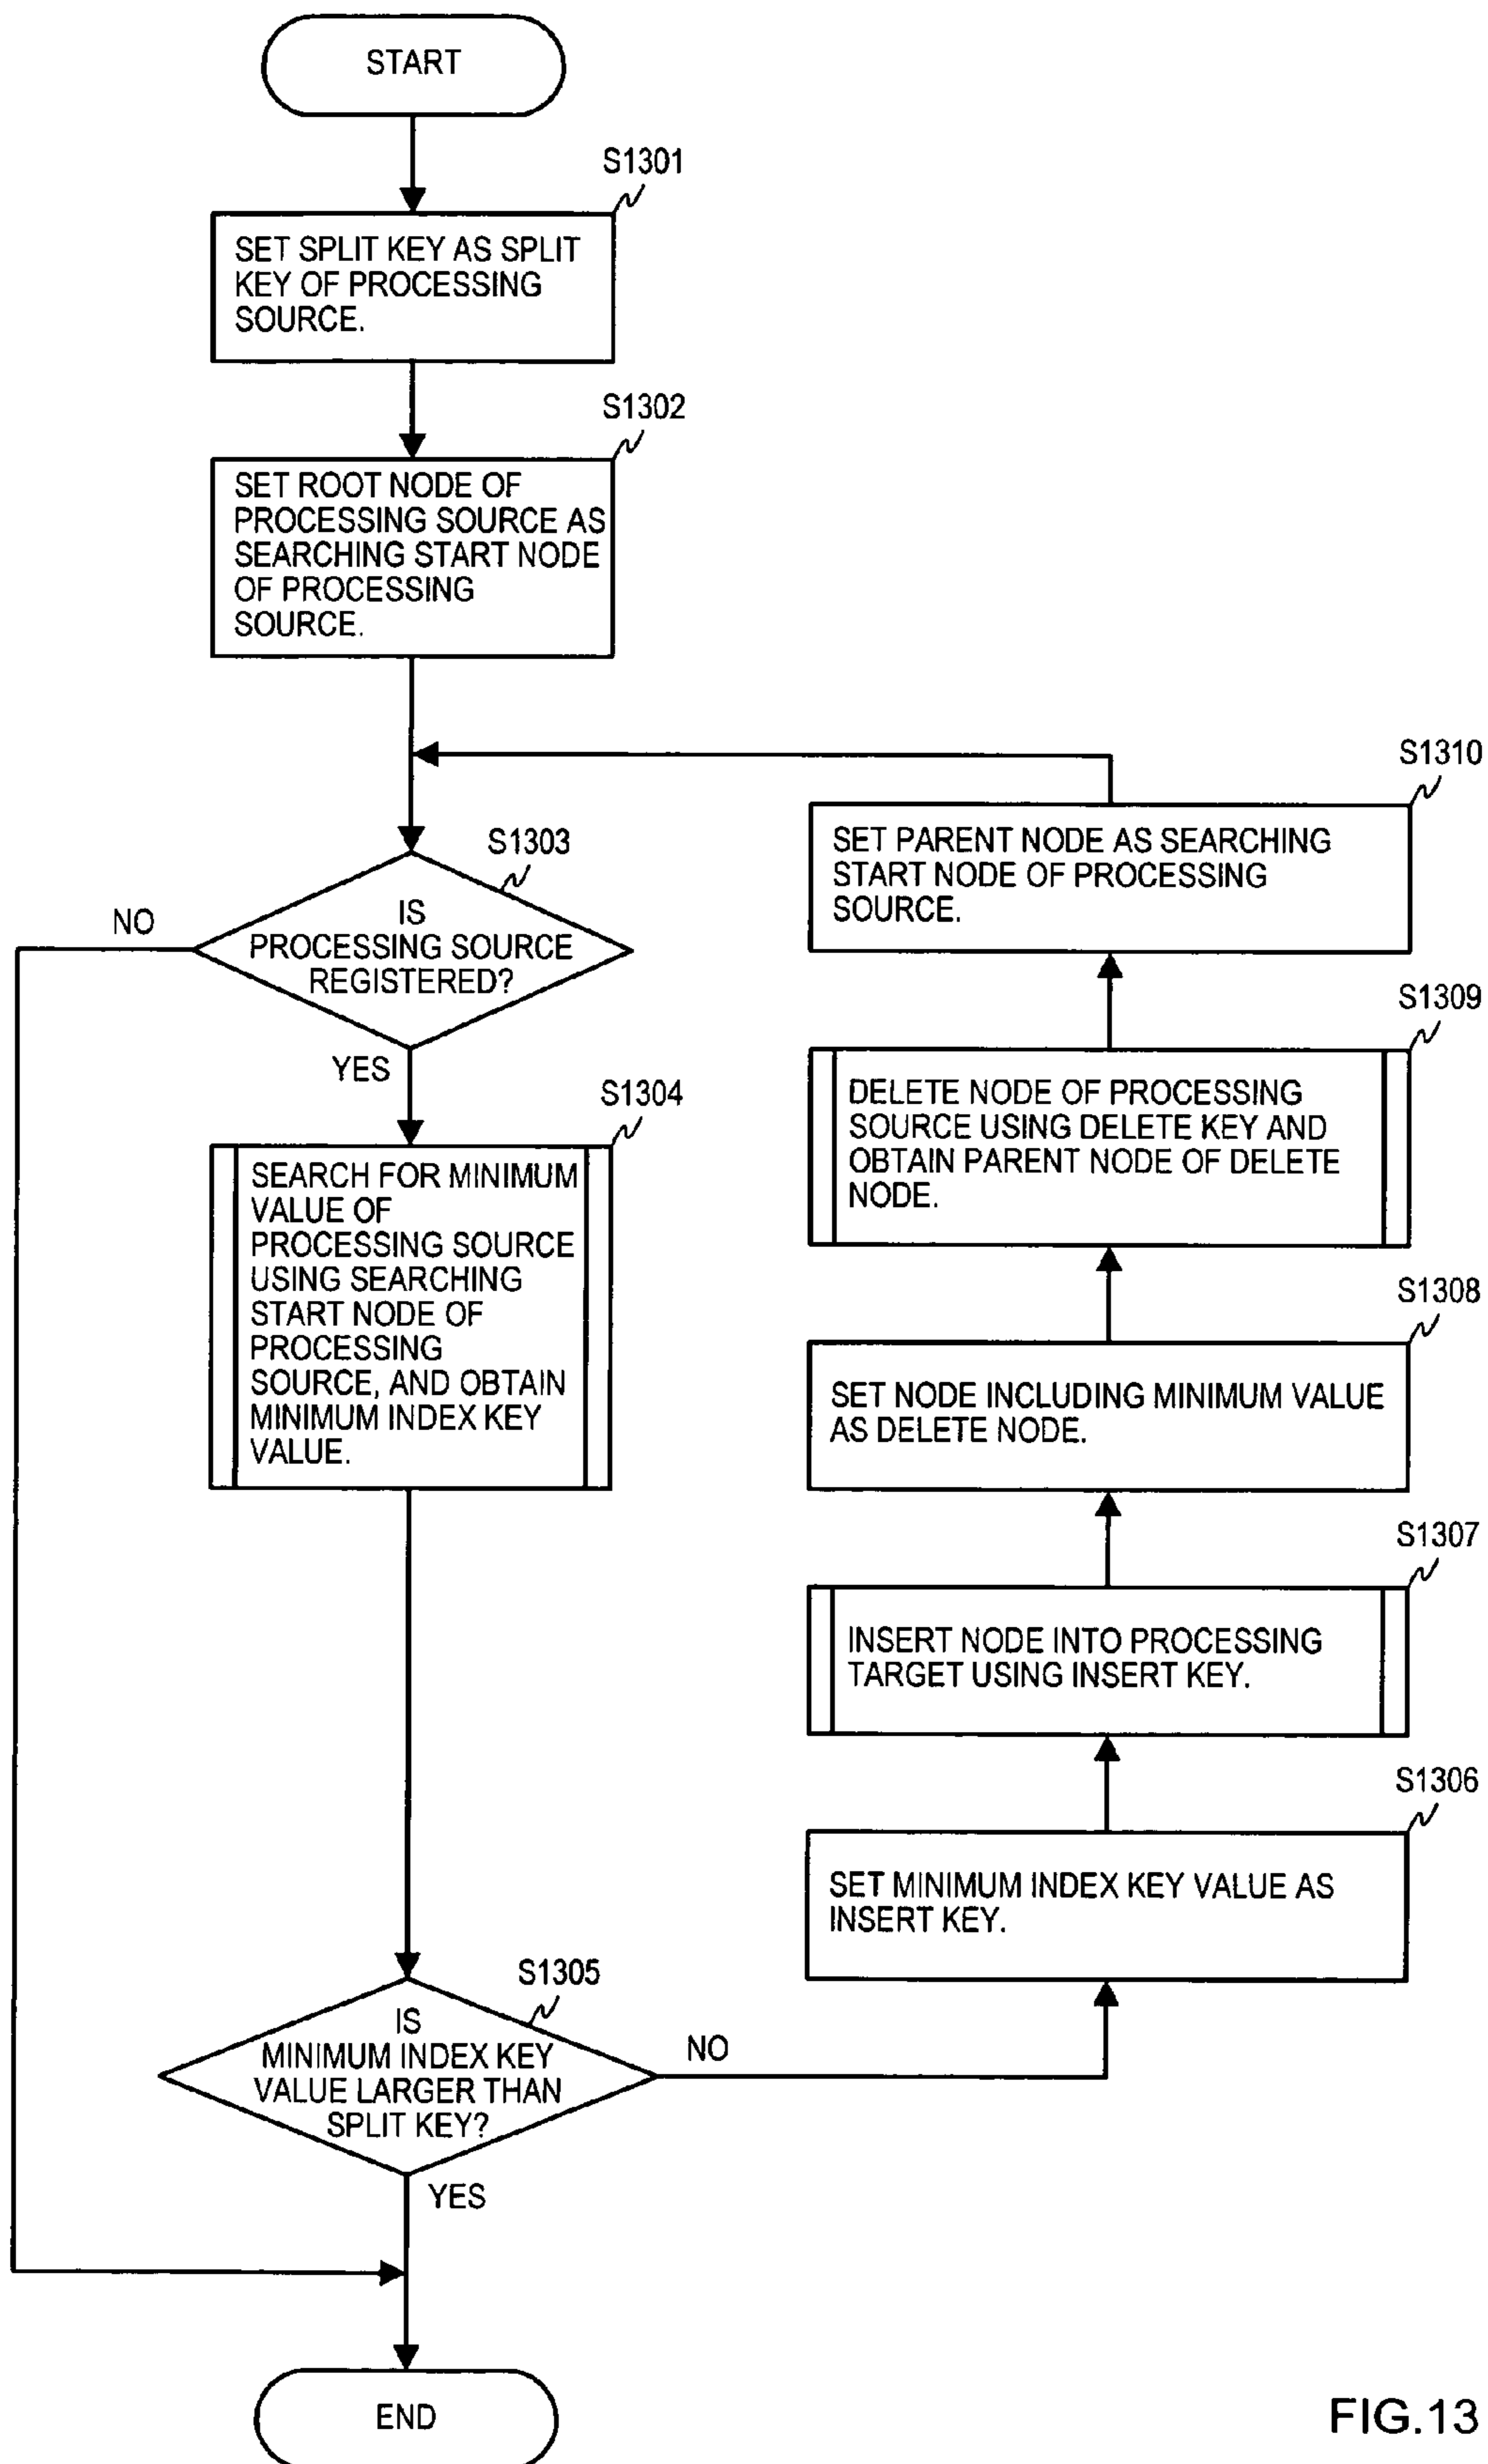 START
S1301
SET SPLIT KEY AS SPLIT
KEY OF PROCESSING
SOURCE.
S1302
SET ROOT NODE OF
PROCESSING SOURCE AS
SEARCHING START NODE
OF PROCESSING
SOURCE.
S1303
IS
PROCESSING SOURCE
REGISTERED?
NO
YES
S1304
SEARCH FOR MINIMUM
VALUE OF
PROCESSING SOURCE
USING SEARCHING
START NODE OF
PROCESSING
SOURCE, AND OBTAIN
MINIMUM INDEX KEY
VALUE.
S1305
IS
MINIMUM INDEX KEY
VALUE LARGER THAN
SPLIT KEY?
NO
YES
S1306
SET MINIMUM INDEX KEY VALUE AS
INSERT KEY.
S1307
INSERT NODE INTO PROCESSING
TARGET USING INSERT KEY.
S1308
SET NODE INCLUDING MINIMUM VALUE
AS DELETE NODE.
S1309
DELETE NODE OF PROCESSING
SOURCE USING DELETE KEY AND
OBTAIN PARENT NODE OF DELETE
NODE.
S1310
SET PARENT NODE AS SEARCHING
START NODE OF PROCESSING
SOURCE.
END
FIG.13